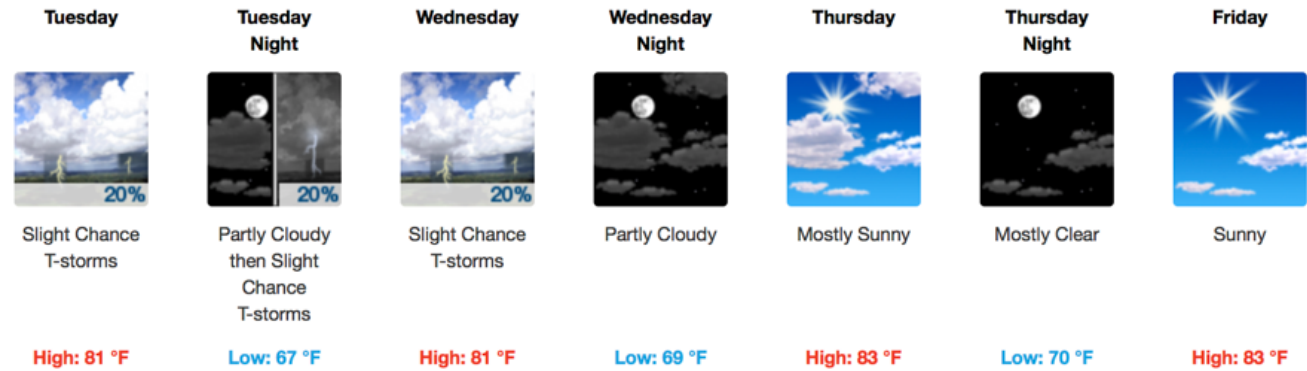 Tuesday
Tuesday
Night
Wednesday
Wednesday
Night
Thursday
Thursday
Night
Friday
20%
20%
20%
Slight Chance
T-storms
Partly Cloudy
then Slight
Chance
T-storms
Slight Chance
T-storms
Partly Cloudy
Mostly Sunny
Mostly Clear
Sunny
High: 81 °F
Low: 67 °F
High: 81 °F
Low: 69 °F
High: 83 °F
Low: 70 °F
High: 83 °F